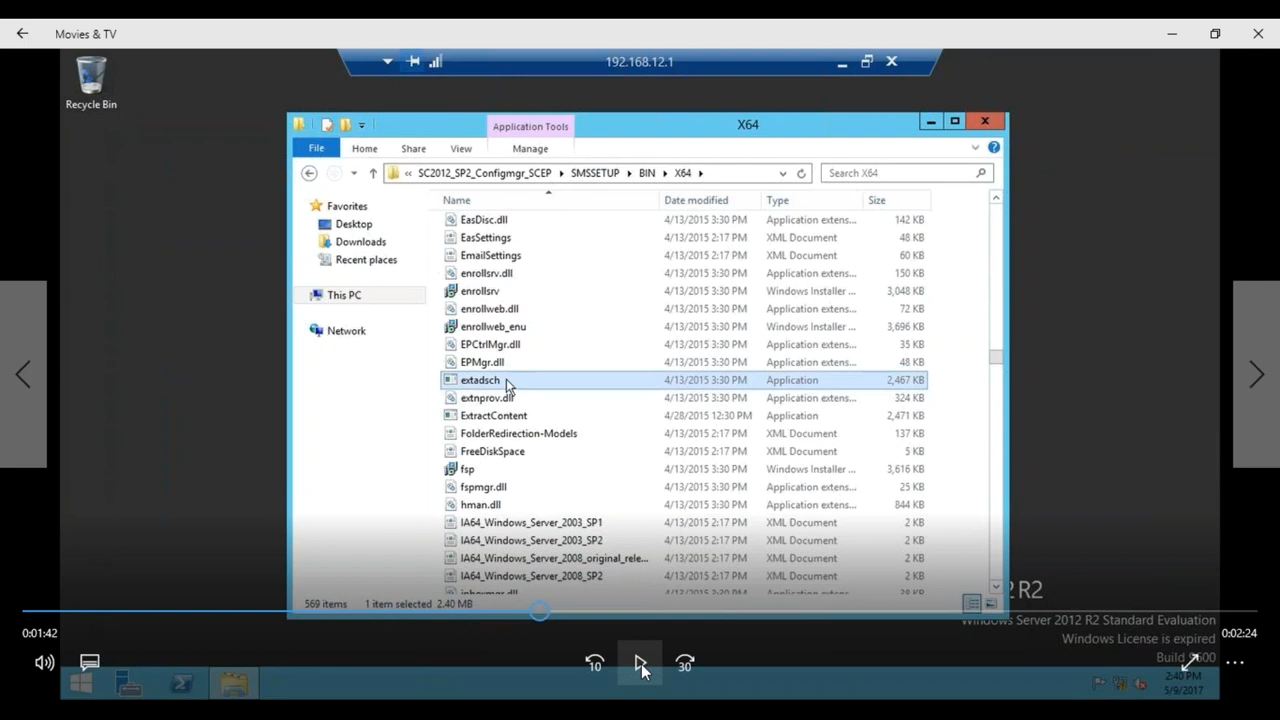 Movies & TV
192.168.12.1
Recycle Bin
Application Tools
X64
File Home Share View Manage
« SC2012_SP2_Configmgr_SCEP SMSSETUP BIN X64
Search X64
Name Date modified Type Size
Favorites
Desktop
Downloads
Recent places
This PC
Network
EasDisc.dll 4/13/2015 3:30 PM Application extens... 142 KB
EasSettings 4/13/2015 2:17 PM XML Document 48 KB
EmailSettings 4/13/2015 2:17 PM XML Document 60 KB
enrollsrv.dll 4/13/2015 3:30 PM Application extens... 150 KB
enrollsrv 4/13/2015 3:30 PM Windows Installer ... 3,048 KB
enrollweb.dll 4/13/2015 3:30 PM Application extens... 72 KB
enrollweb_enu 4/13/2015 3:30 PM Windows Installer ... 3,696 KB
EPCtrlMgr.dll 4/13/2015 3:30 PM Application extens... 35 KB
EPMgr.dll 4/13/2015 3:30 PM Application extens... 48 KB
extadsch 4/13/2015 3:30 PM Application 2,467 KB
extnprov.dll 4/13/2015 3:30 PM Application extens... 324 KB
ExtractContent 4/28/2015 12:30 PM Application 2,471 KB
FolderRedirection-Models 4/13/2015 2:17 PM XML Document 137 KB
FreeDiskSpace 4/13/2015 2:17 PM XML Document 5 KB
fsp 4/13/2015 3:30 PM Windows Installer ... 3,616 KB
fspmgr.dll 4/13/2015 3:30 PM Application extens... 25 KB
hman.dll 4/13/2015 3:30 PM Application extens... 844 KB
IA64_Windows_Server_2003_SP1 4/13/2015 2:17 PM XML Document 2 KB
IA64_Windows_Server_2003_SP2 4/13/2015 2:17 PM XML Document 2 KB
IA64_Windows_Server_2008_original_rele... 4/13/2015 2:17 PM XML Document 2 KB
IA64_Windows_Server_2008_SP2 4/13/2015 2:17 PM XML Document 2 KB
569 items 1 item selected 2.40 MB
2 R2
Windows Server 2012 R2 Standard Evaluation
Windows License is expired
Build 9600
0:01:42
0:02:24
10
30
2:40 PM
5/9/2017